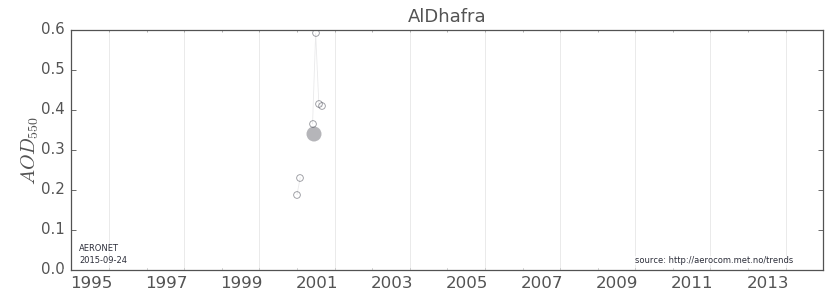 AlDhafra
0.6
0.5
0.4
0.3
0.2
0.1
0.0
AOD550
AERONET
2015-09-24
source: http://aerocom.met.no/trends
1995 1997 1999 2001 2003 2005 2007 2009 2011 2013